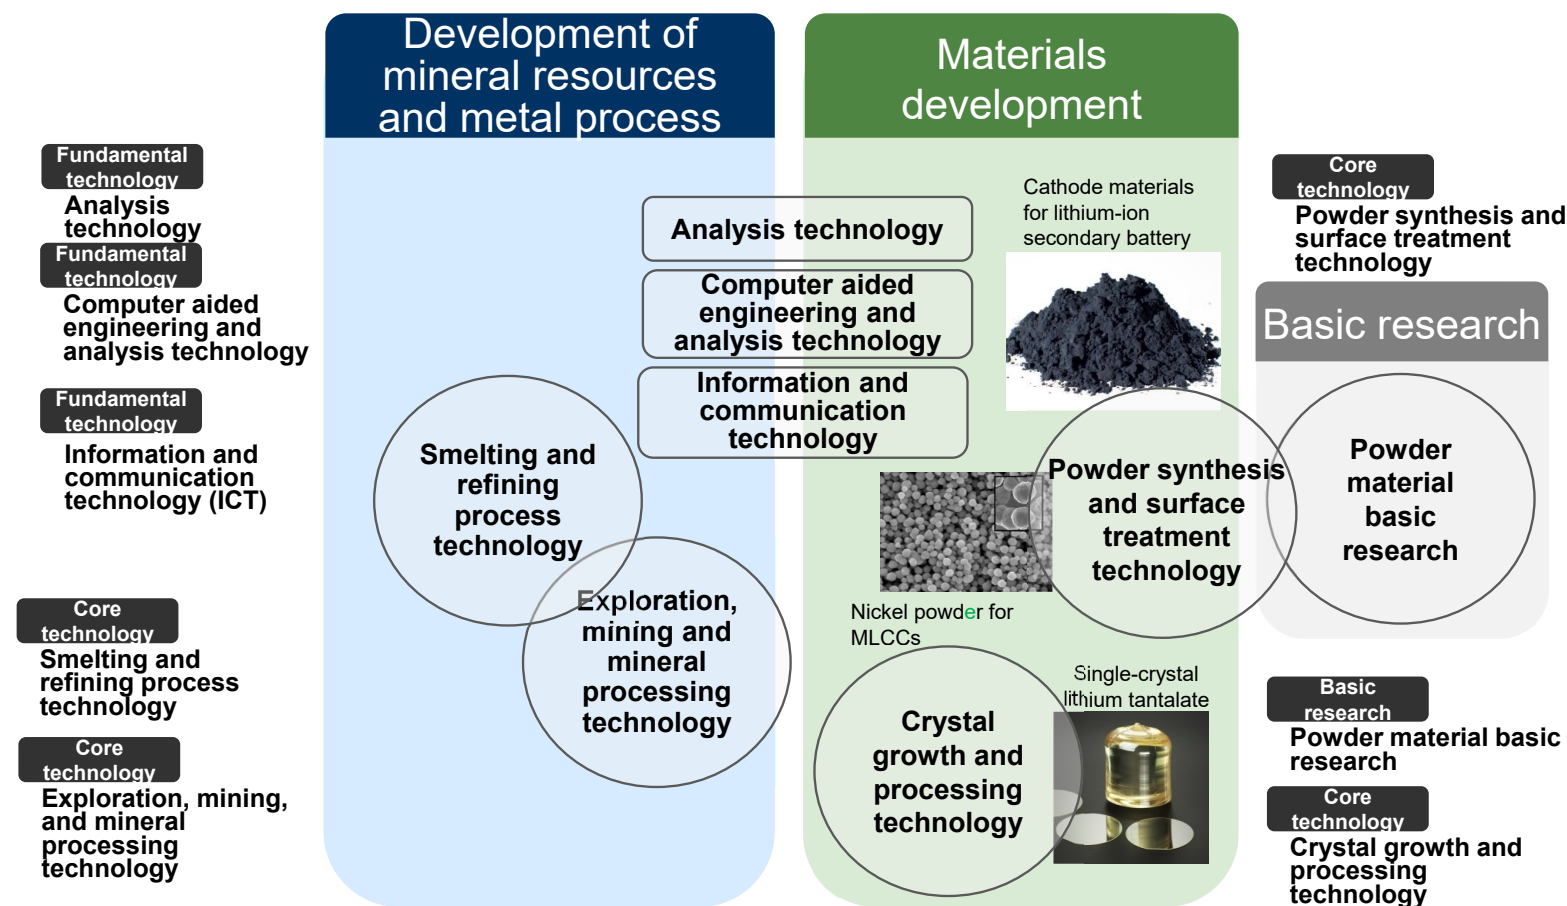 Development of
mineral resources
and metal process
Materials
development
Fundamental
technology
Analysis
technology
Fundamental
technology
Computer aided
engineering and
analysis technology
Fundamental
technology
Information and
communication
technology (ICT)
Core
technology
Smelting and
refining process
technology
Core
technology
Exploration, mining,
and mineral
processing
technology
Analysis technology
Computer aided
engineering and
analysis technology
Information and
communication
technology
Smelting and
refining
process
technology
Exploration,
mining and
mineral
processing
technology
Cathode materials
for lithium-ion
secondary battery
Powder synthesis
and surface
treatment
technology
Nickel powder for
MLCCs
Crystal
growth and
processing
technology
Single-crystal
lithium tantalate
Core
technology
Powder synthesis and
surface treatment
technology
Basic research
Powder
material
basic
research
Basic
research
Powder material basic
research
Core
technology
Crystal growth and
processing
technology